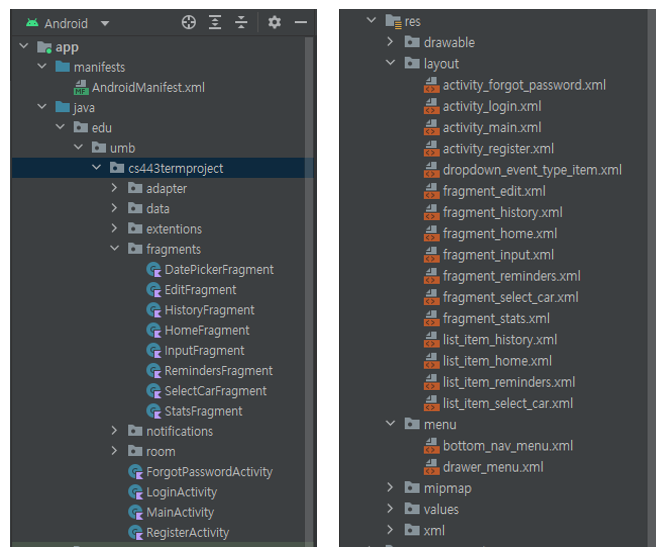 Android
app
manifests
AndroidManifest.xml
java
edu
umb
cs443termproject
adapter
data
extentions
fragments
DatePickerFragment
EditFragment
HistoryFragment
HomeFragment
InputFragment
RemindersFragment
SelectCarFragment
StatsFragment
notifications
room
ForgotPasswordActivity
LoginActivity
MainActivity
RegisterActivity
res
drawable
layout
activity_forgot_password.xml
activity_login.xml
activity_main.xml
activity_register.xml
dropdown_event_type_item.xml
fragment_edit.xml
fragment_history.xml
fragment_home.xml
fragment_input.xml
fragment_reminders.xml
fragment_select_car.xml
fragment_stats.xml
list_item_history.xml
list_item_home.xml
list_item_reminders.xml
list_item_select_car.xml
menu
bottom_nav_menu.xml
drawer_menu.xml
mipmap
values
xml